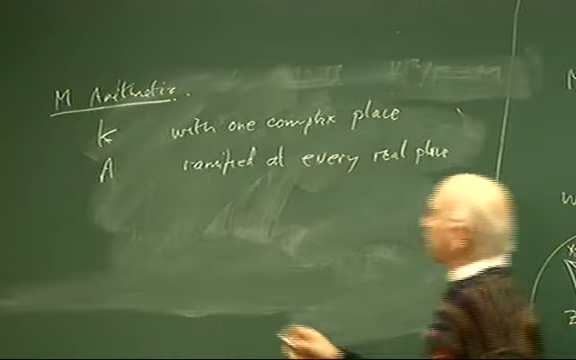 M Arithmetic.
k with one complex place
A ramified at every real place